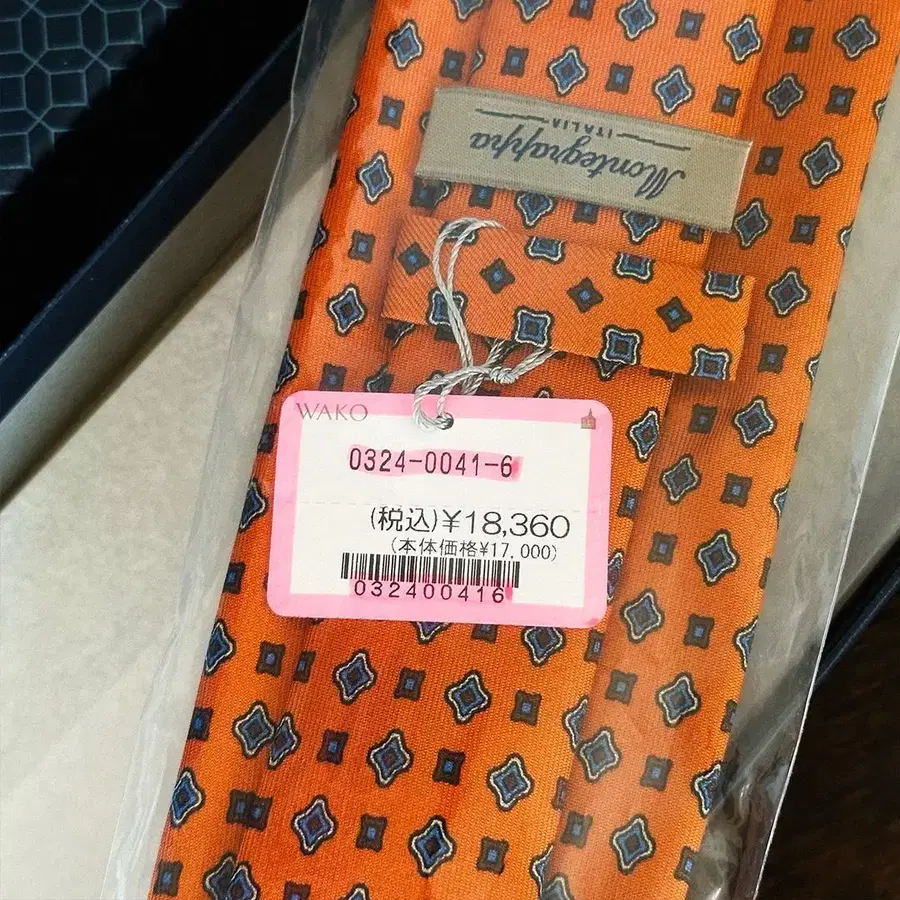 Montegrappa
ITALIA
WAKO
0324-0041-6
(税込)¥18,360
(本体価格¥17,000)
032400416